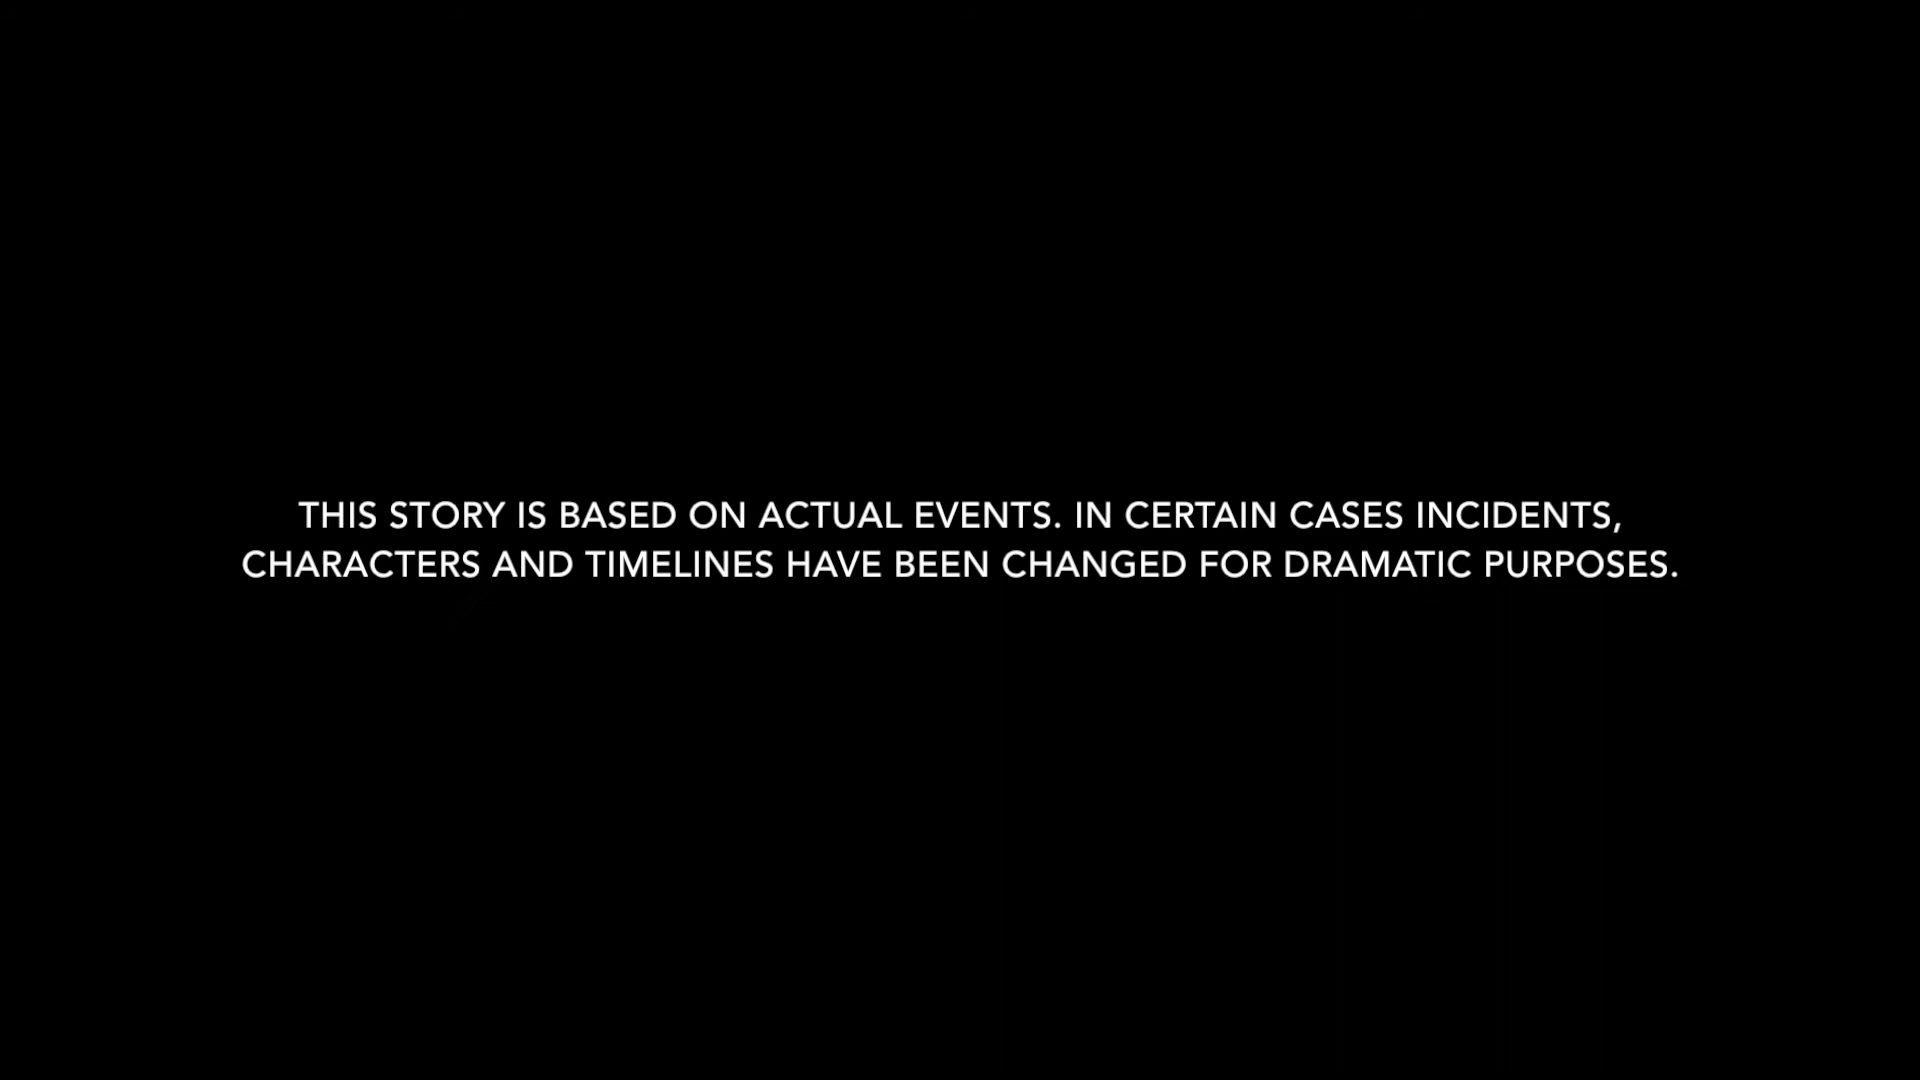 THIS STORY IS BASED ON ACTUAL EVENTS. IN CERTAIN CASES INCIDENTS,
CHARACTERS AND TIMELINES HAVE BEEN CHANGED FOR DRAMATIC PURPOSES.